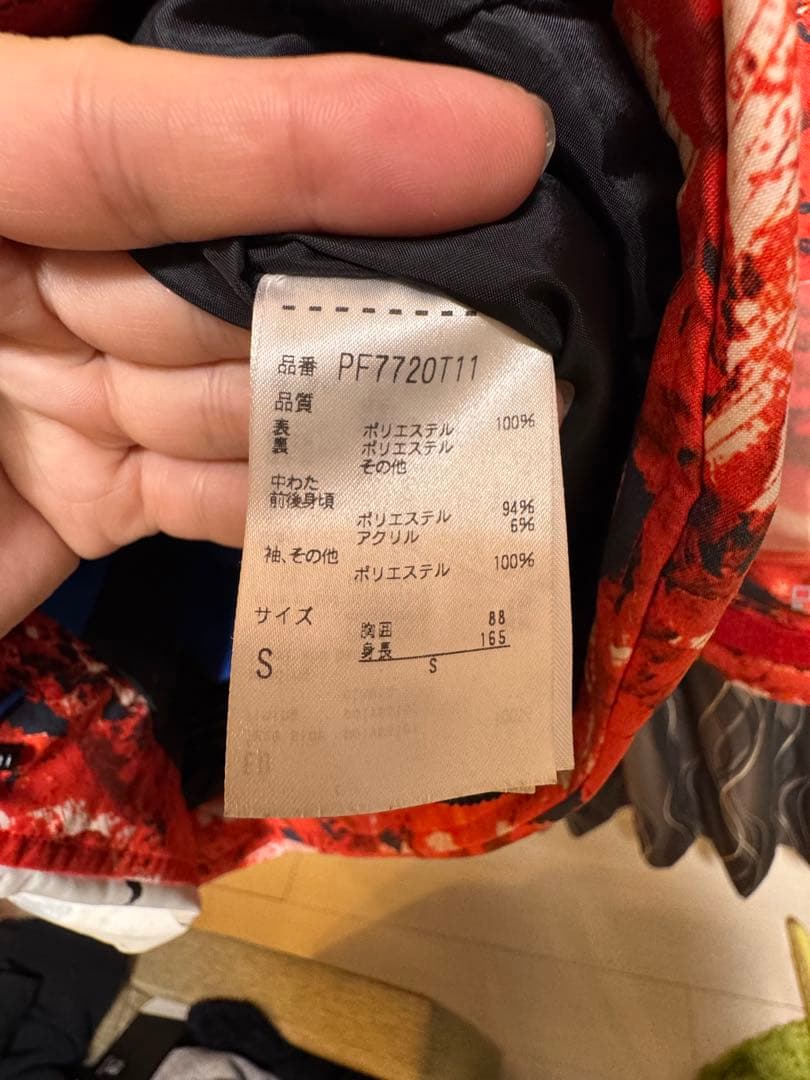 品番 PF7720T11
品質
表 ポリエステル 100%
裏 ポリエステル
その他
中わた
前後身頃
ポリエステル 94%
アクリル 6%
袖、その他
ポリエステル 100%
サイズ
胸囲 88
身長 165
S
S